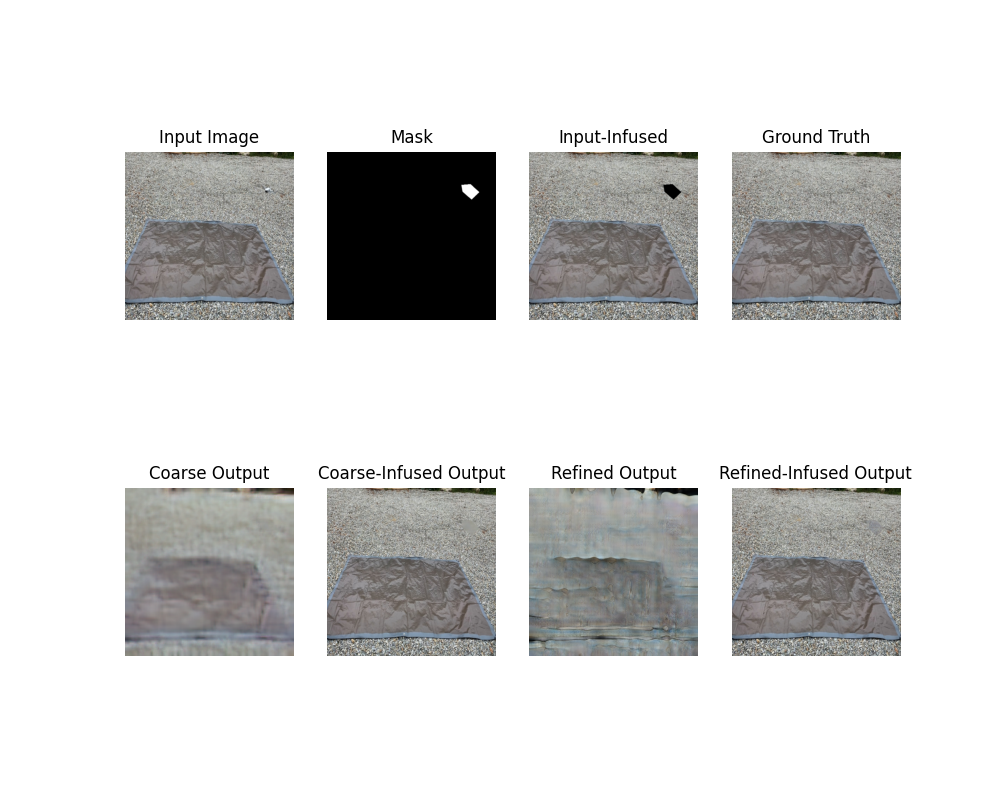 Input Image
Mask
Input-Infused
Ground Truth
Coarse Output
Coarse-Infused Output
Refined Output
Refined-Infused Output